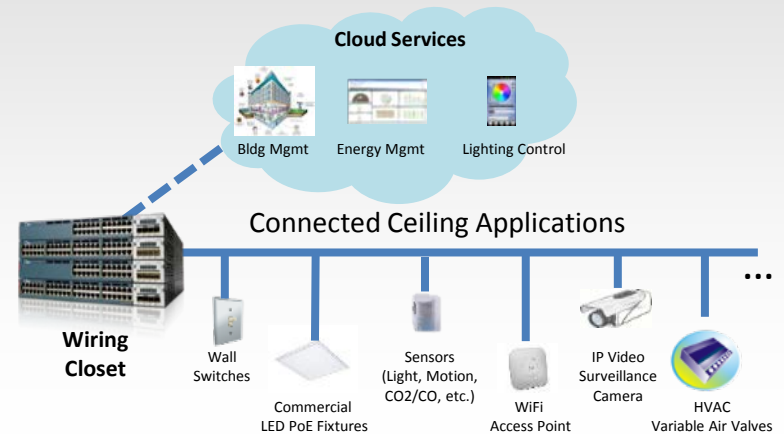 Cloud Services
Bldg Mgmt
Energy Mgmt
Lighting Control
Connected Ceiling Applications
...
Wiring
Closet
Wall
Switches
Commercial
LED PoE Fixtures
Sensors
(Light, Motion,
CO2/CO, etc.)
WiFi
Access Point
IP Video
Surveillance
Camera
HVAC
Variable Air Valves